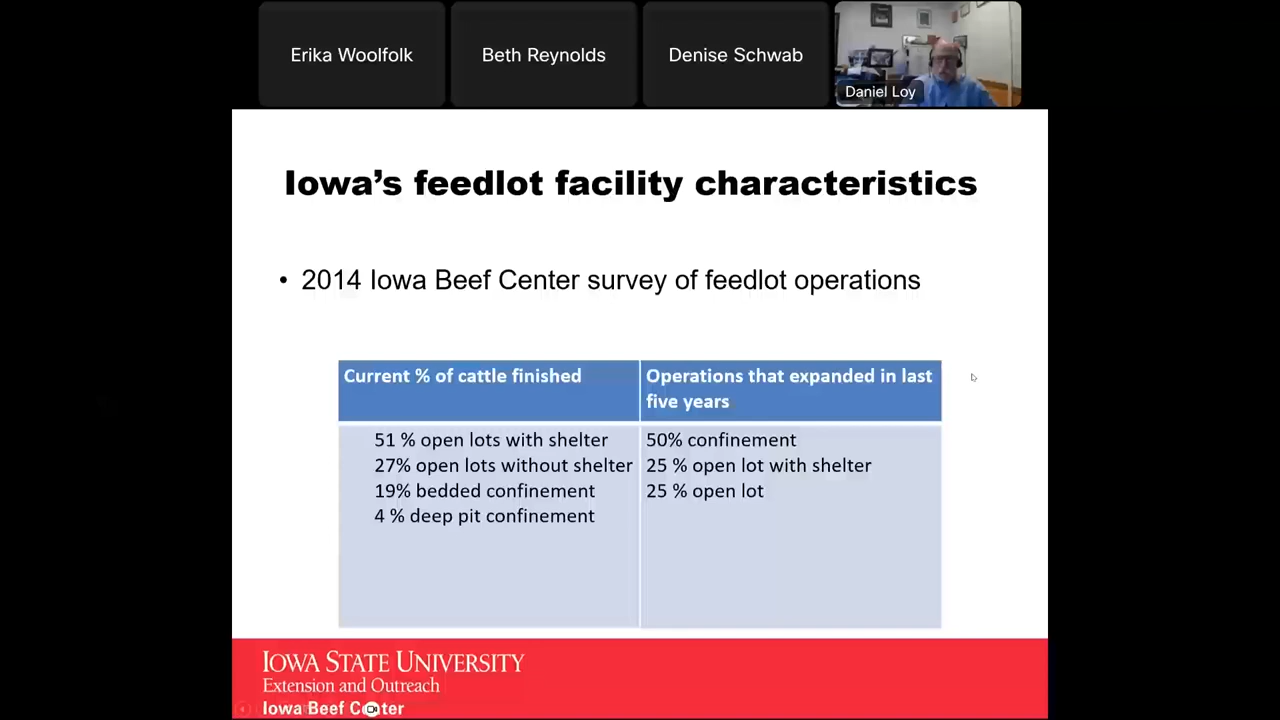 Erika Woolfolk
Beth Reynolds
Denise Schwab
Daniel Loy
Iowa's feedlot facility characteristics
• 2014 Iowa Beef Center survey of feedlot operations
Current % of cattle finished
Operations that expanded in last
five years
51 % open lots with shelter
27% open lots without shelter
19% bedded confinement
4 % deep pit confinement
50% confinement
25 % open lot with shelter
25 % open lot
IOWA STATE UNIVERSITY
Extension and Outreach
Iowa Beef Center